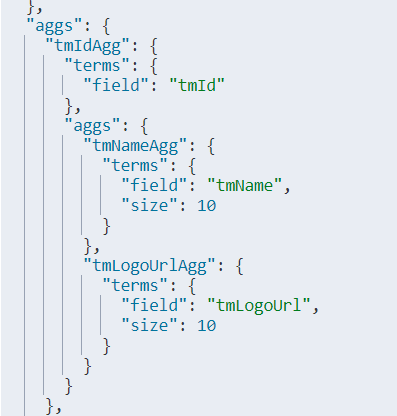 },
"aggs": {
"tmIdAgg": {
"terms": {
"field": "tmId"
},
"aggs": {
"tmNameAgg": {
"terms": {
"field": "tmName",
"size": 10
}
},
"tmLogoUrlAgg": {
"terms": {
"field": "tmLogoUrl",
"size": 10
}
}
}
},